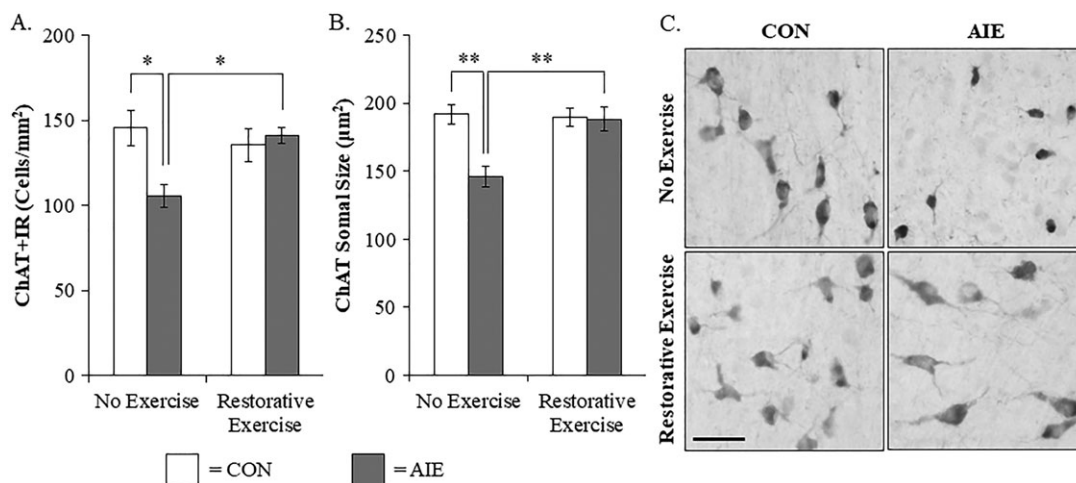 A.
ChAT+IR (Cells/mm²)
200
150
100
50
0
*
*
No Exercise
Restorative
Exercise
B.
ChAT Somal Size (µm²)
250
200
150
100
50
0
**
**
No Exercise
Restorative
Exercise
= CON
= AIE
C.
CON
AIE
No Exercise
Restorative Exercise